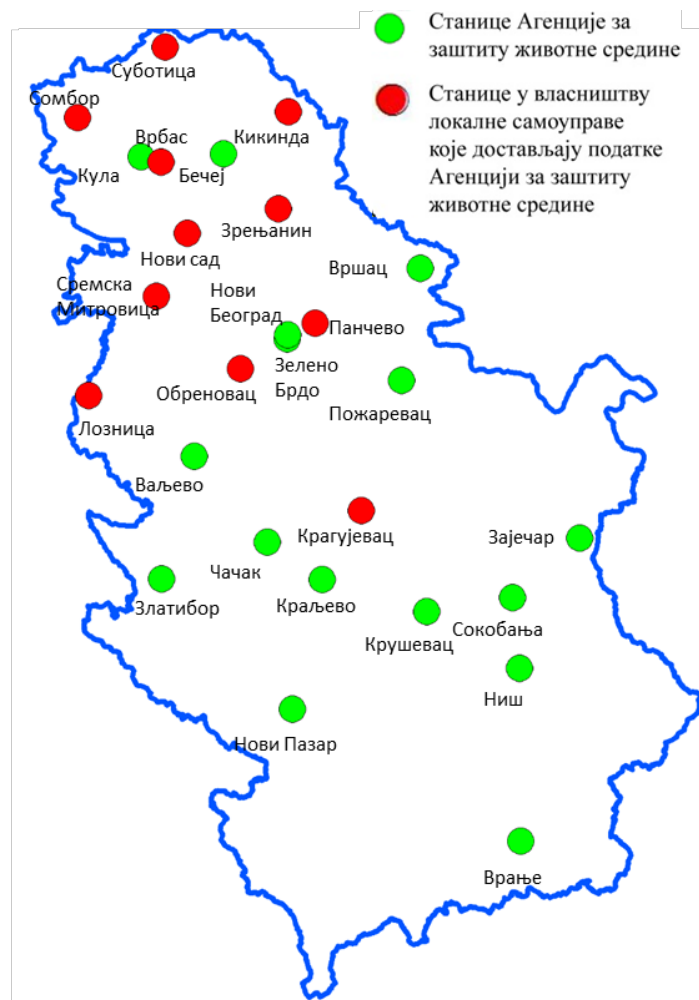 Станице Агенције за
заштиту животне средине
Станице у власништву
локалне самоуправе
које достављају податке
Агенцији за заштиту
животне средине
Суботица
Сомбор
Врбас
Кикинда
Кула
Бечеј
Зрењанин
Нови сад
Вршац
Сремска
Митровица
Нови
Београд
Панчево
Зелено
Брдо
Обреновац
Пожаревац
Лозница
Ваљево
Крагујевац
Зајечар
Чачак
Златибор
Краљево
Сокобања
Крушевац
Ниш
Нови Пазар
Врање